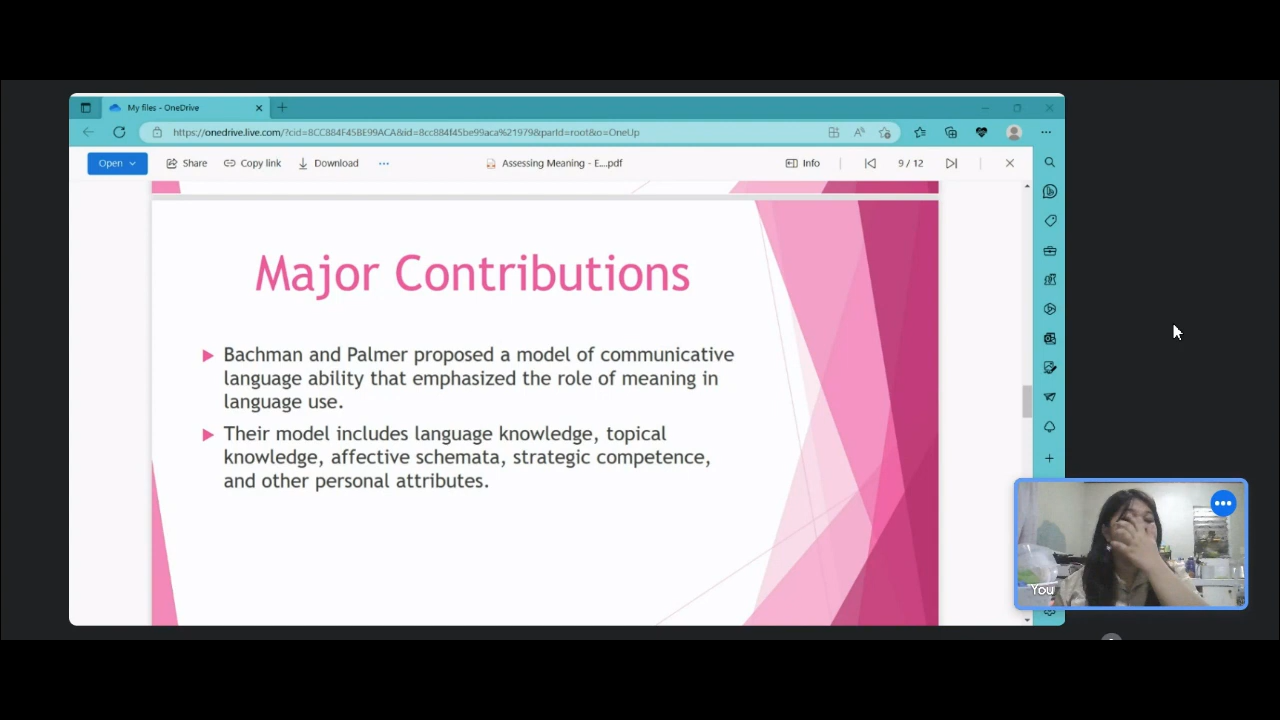 My files - OneDrive
https://onedrive.live.com/?cid=8CC884F45BE99ACA&id=8cc884f45be99aca%21979&parId=root&o=OneUp
Open
Share
Copy link
Download
Assessing Meaning - E...pdf
Info
9 / 12
Major Contributions
Bachman and Palmer proposed a model of communicative
language ability that emphasized the role of meaning in
language use.
Their model includes language knowledge, topical
knowledge, affective schemata, strategic competence,
and other personal attributes.
You